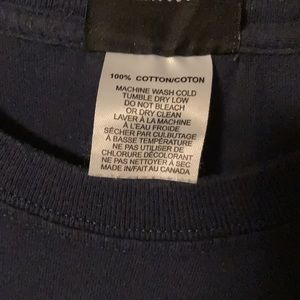 100% COTTON/COTON
MACHINE WASH COLD
TUMBLE DRY LOW
DO NOT BLEACH
OR DRY CLEAN
LAVER À LA MACHINE
À L'EAU FROIDE
SÉCHER PAR CULBUTAGE
À BASSE TEMPÉRATURE
NE PAS UTILISER DE
CHLORURE DÉCOLORANT
NE PAS NETTOYER À SEC
MADE IN/FAIT AU CANADA